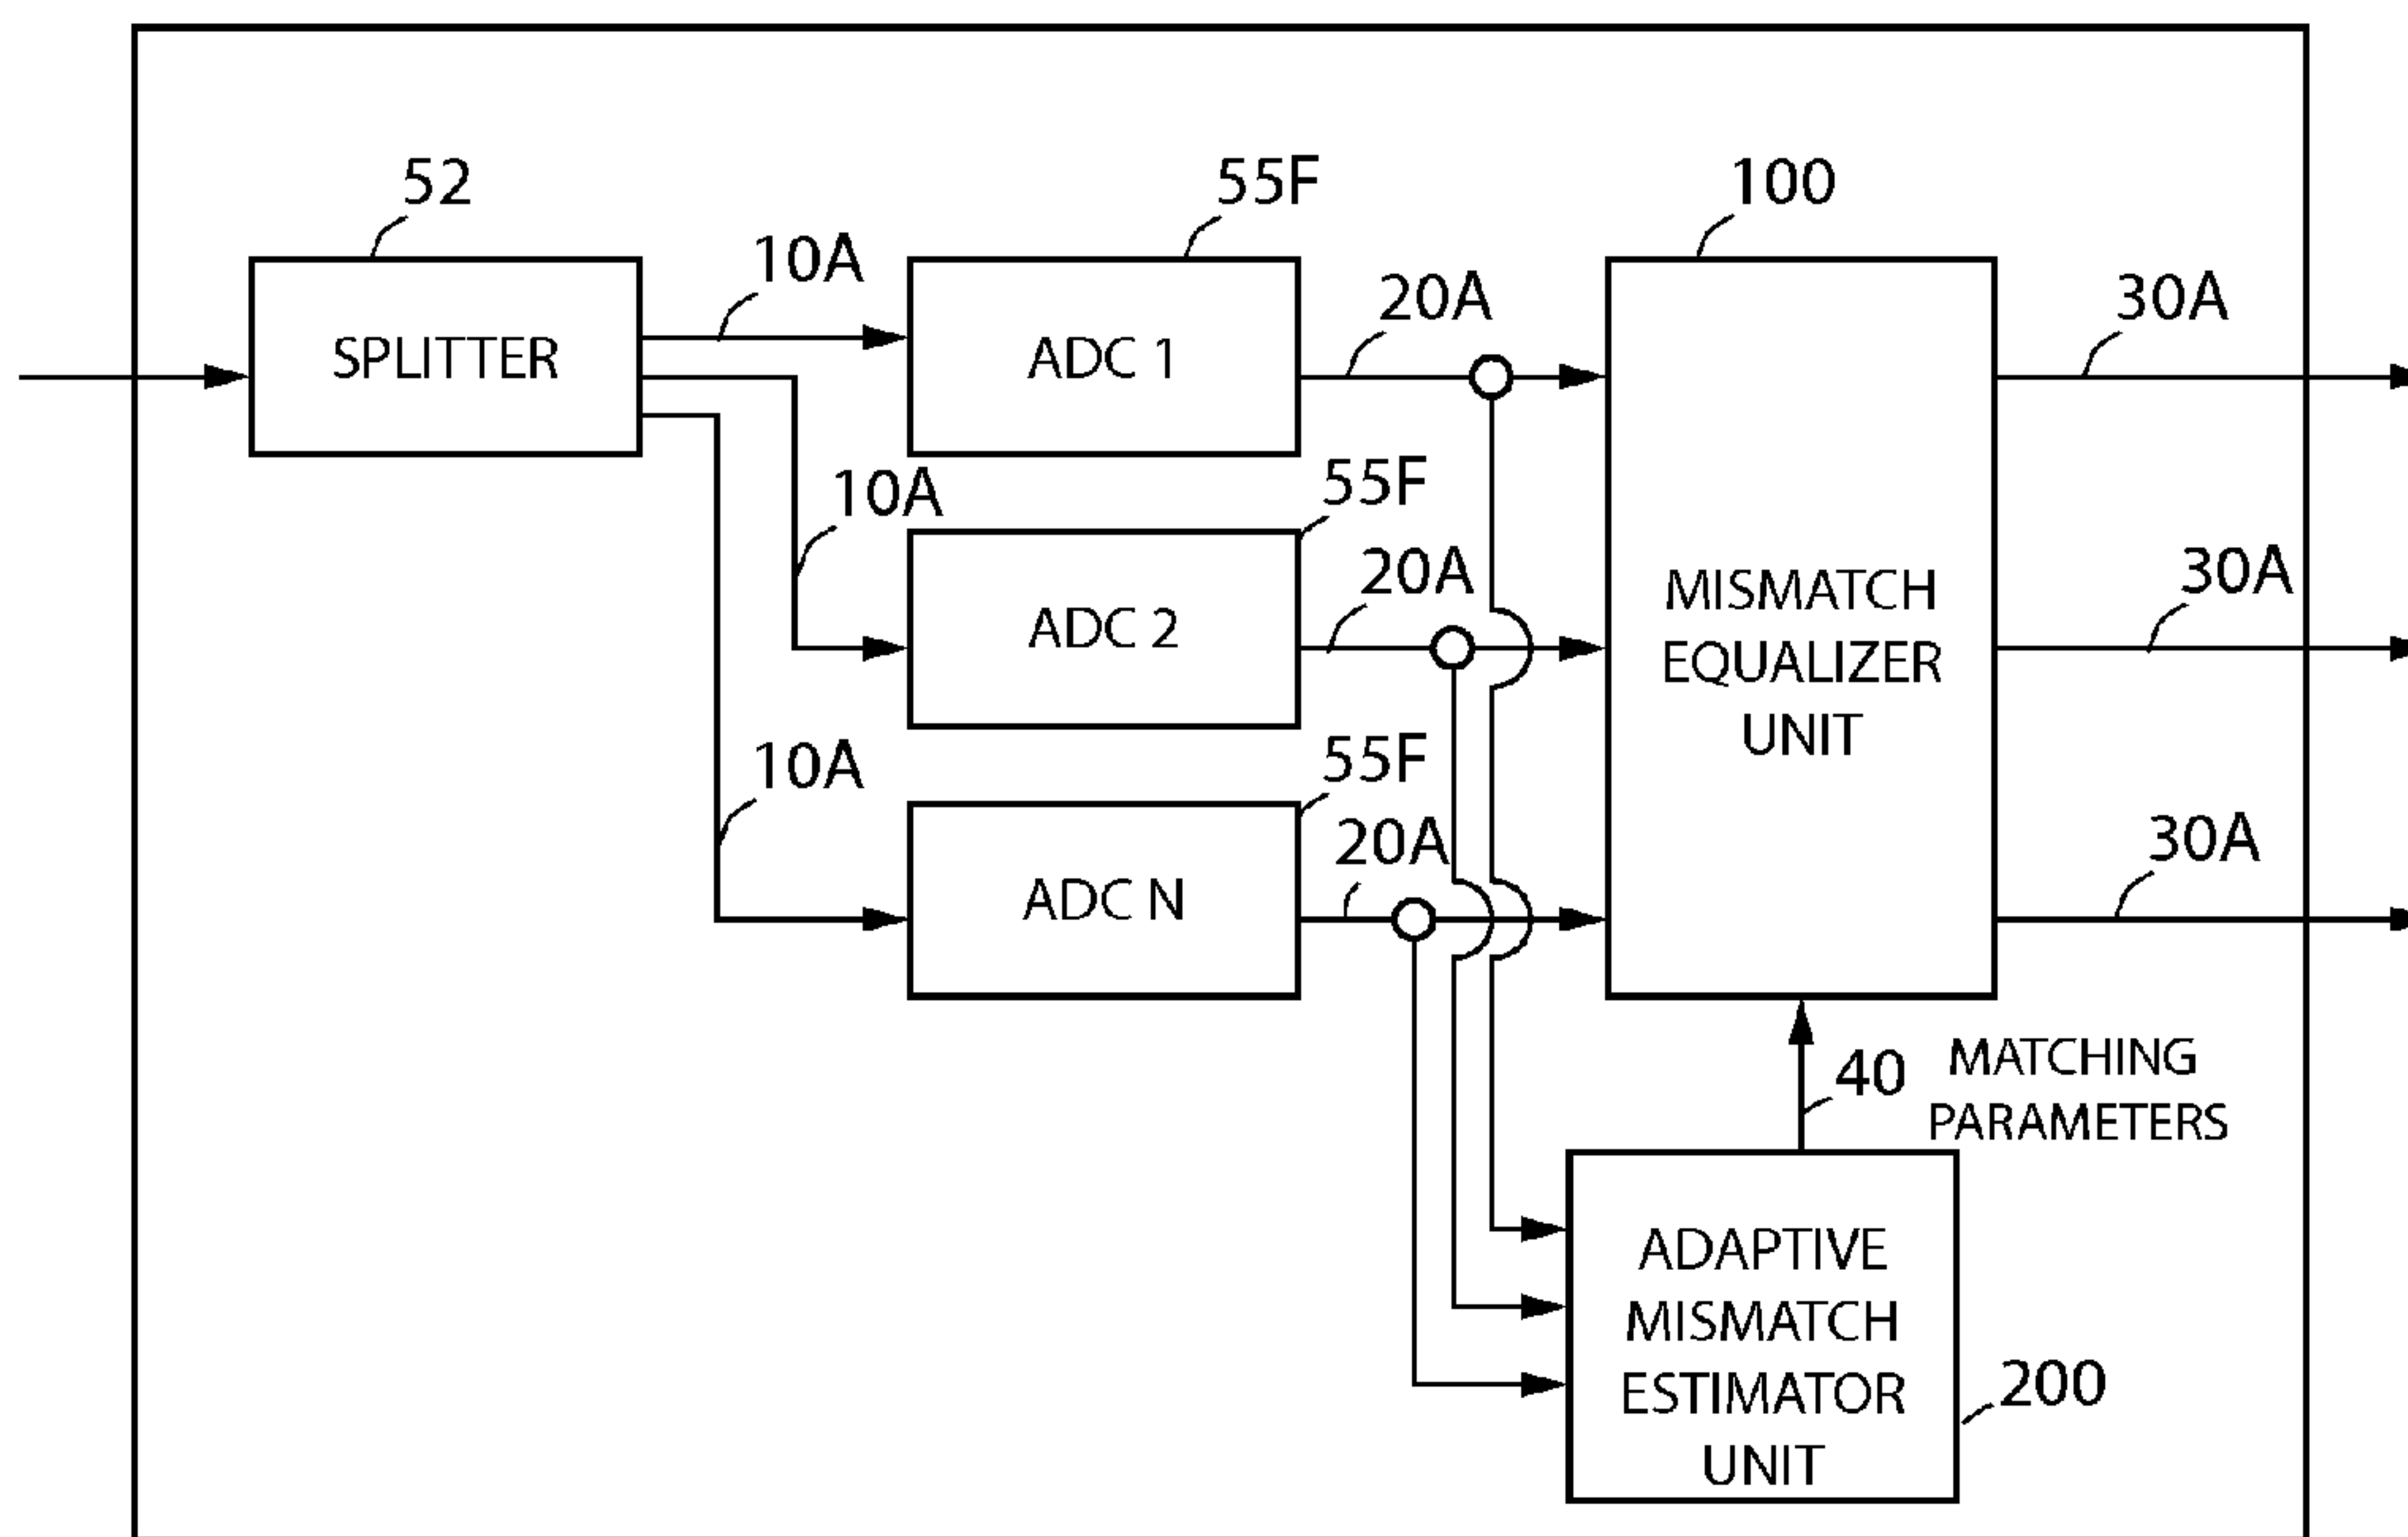 52
55F
100
10A
20A
30A
SPLITTER
ADC 1
10A
55F
20A
30A
ADC 2
MISMATCH
EQUALIZER
UNIT
10A
55F
20A
30A
ADC N
40
MATCHING
PARAMETERS
ADAPTIVE
MISMATCH
ESTIMATOR
UNIT
200